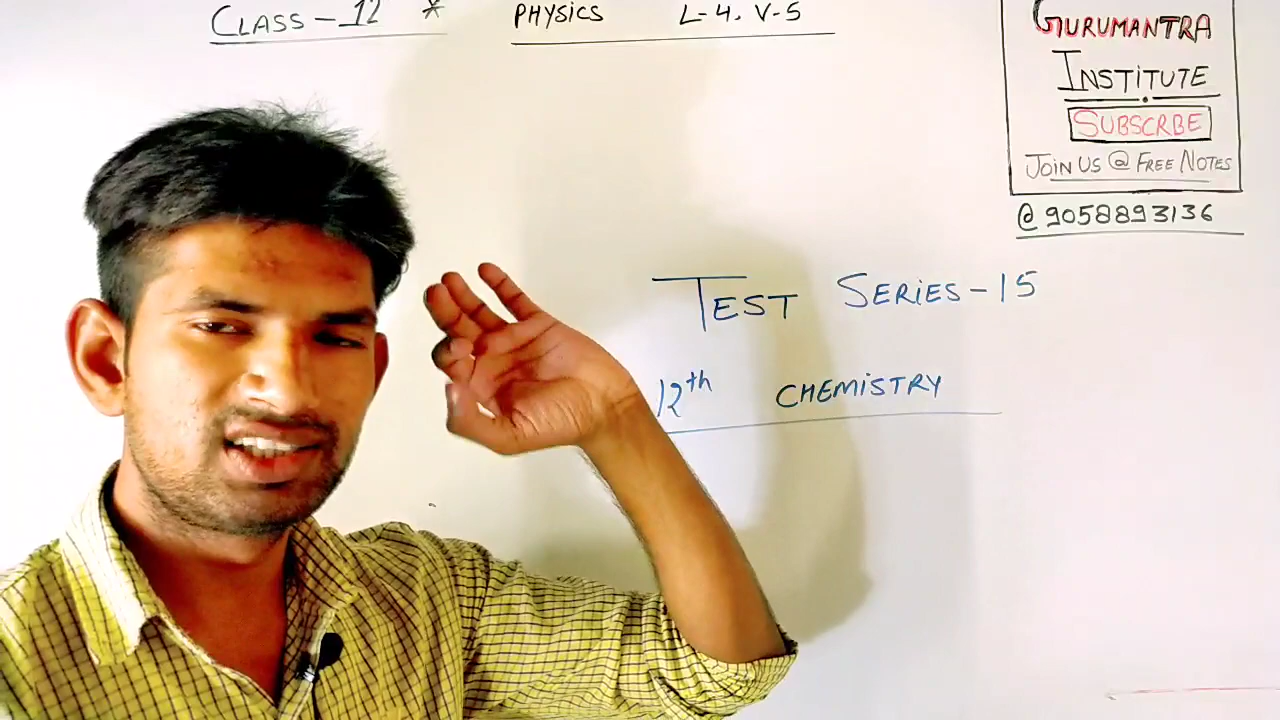 CLASS-12 * PHYSICS L-4, V-5
GURUMANTRA
INSTITUTE
SUBSCRBE
JOIN US @ FREE NOTES
@ 9058893136
TEST SERIES-15
12th CHEMISTRY